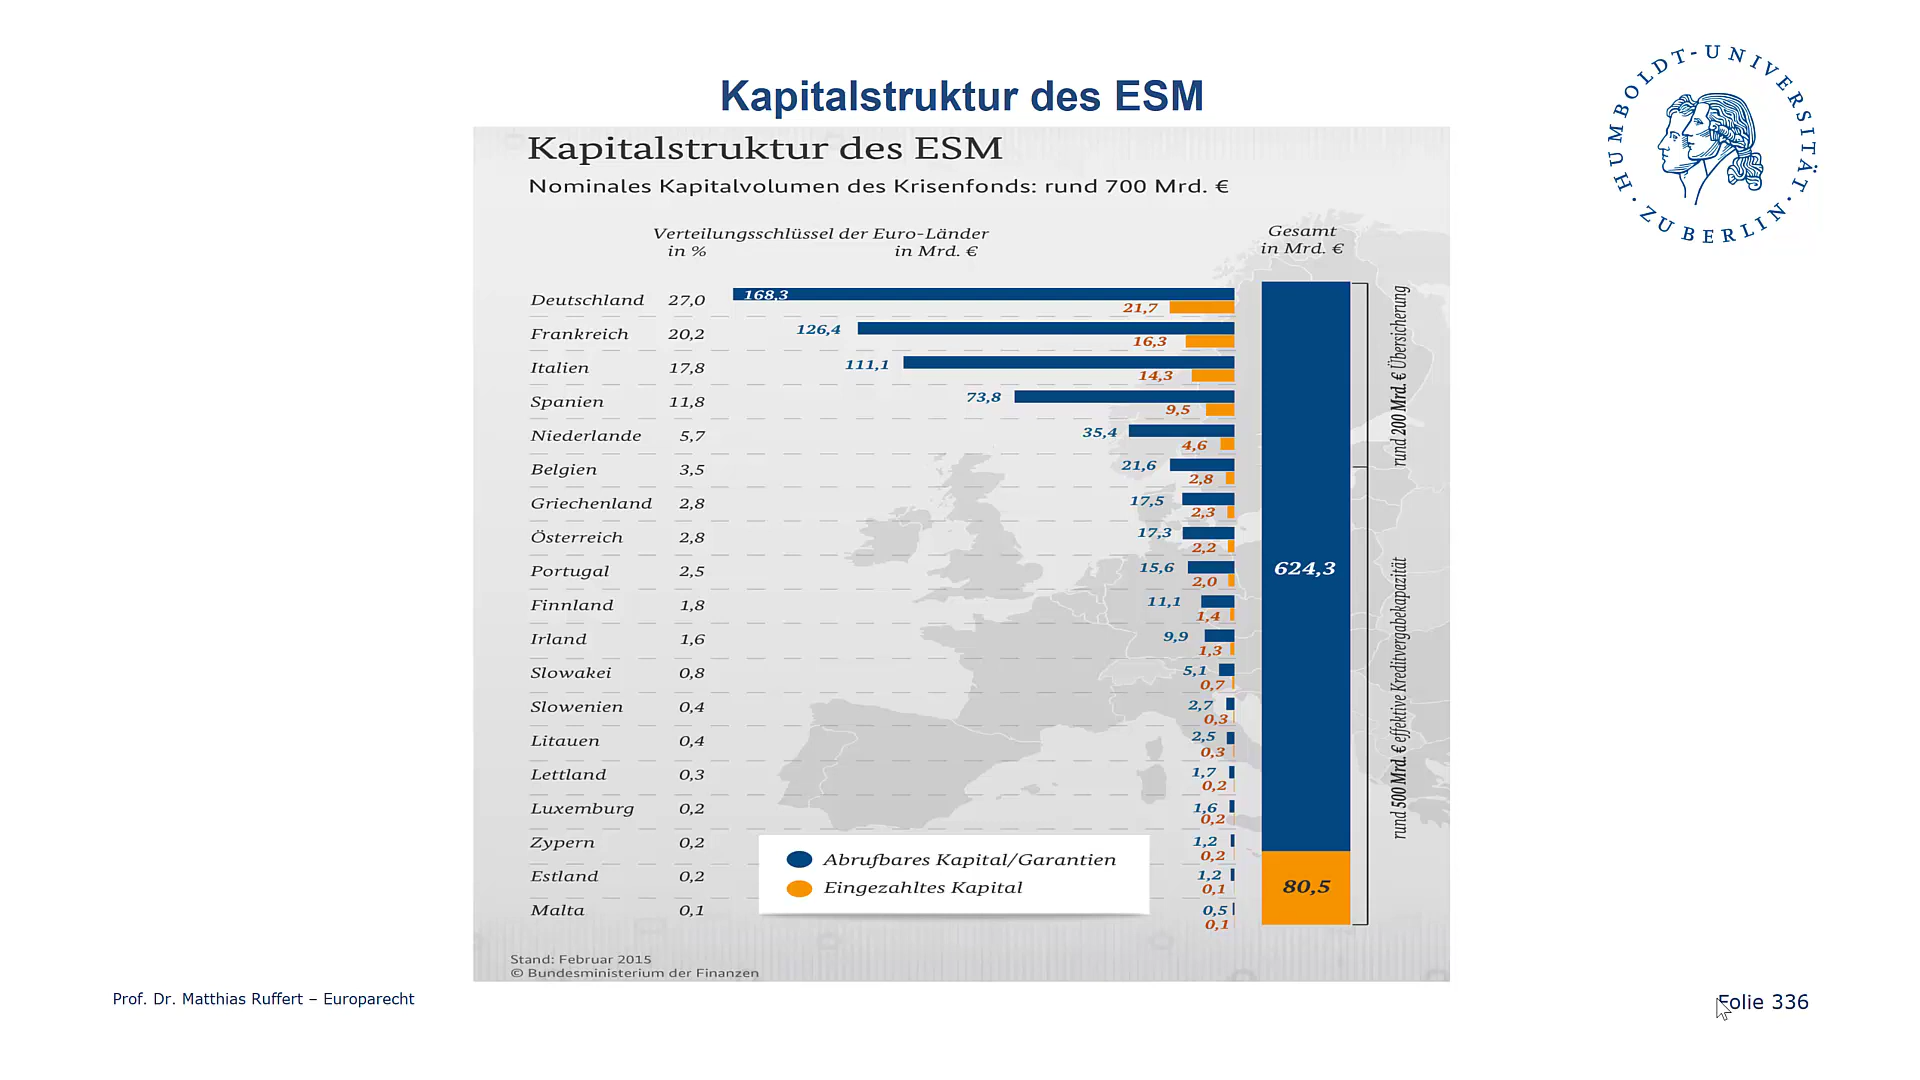 Kapitalstruktur des ESM
HUMBOLDT-UNIVERSITÄT · ZU BERLIN ·
Kapitalstruktur des ESM
Nominales Kapitalvolumen des Krisenfonds: rund 700 Mrd. €
Verteilungsschlüssel der Euro-Länder
in % in Mrd. €
Gesamt
in Mrd. €
Deutschland 27,0 168,3
21,7
Frankreich 20,2 126,4
16,3
Italien 17,8 111,1
14,3
Spanien 11,8 73,8
9,5
Niederlande 5,7 35,4
4,6
Belgien 3,5 21,6
2,8
Griechenland 2,8 17,5
2,3
Österreich 2,8 17,3
2,2
Portugal 2,5 15,6
2,0
Finnland 1,8 11,1
1,4
Irland 1,6 9,9
1,3
Slowakei 0,8 5,1
0,7
Slowenien 0,4 2,7
0,3
Litauen 0,4 2,5
0,3
Lettland 0,3 1,7
0,2
Luxemburg 0,2 1,6
0,2
Zypern 0,2 1,2
0,2
Estland 0,2 1,2
0,1
Malta 0,1 0,5
0,1
624,3
80,5
rund 200 Mrd. € Übersicherung
rund 500 Mrd. € effektive Kreditvergabekapazität
Abrufbares Kapital/Garantien
Eingezahltes Kapital
Stand: Februar 2015
© Bundesministerium der Finanzen
Prof. Dr. Matthias Ruffert – Europarecht
Folie 336